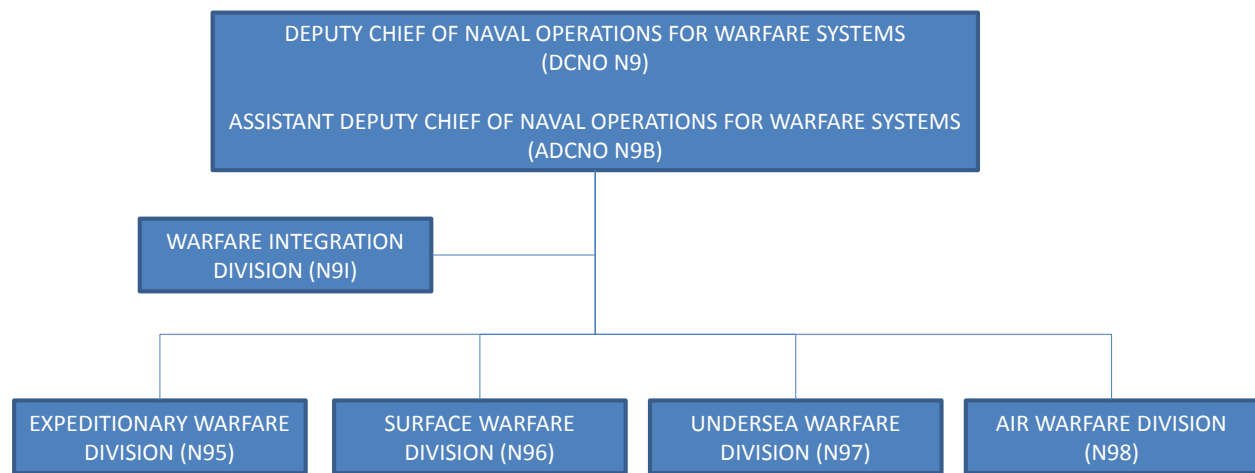 DEPUTY CHIEF OF NAVAL OPERATIONS FOR WARFARE SYSTEMS
(DCNO N9)
ASSISTANT DEPUTY CHIEF OF NAVAL OPERATIONS FOR WARFARE SYSTEMS
(ADCNO N9B)
WARFARE INTEGRATION
DIVISION (N9I)
EXPEDITIONARY WARFARE
DIVISION (N95)
SURFACE WARFARE
DIVISION (N96)
UNDERSEA WARFARE
DIVISION (N97)
AIR WARFARE DIVISION
(N98)